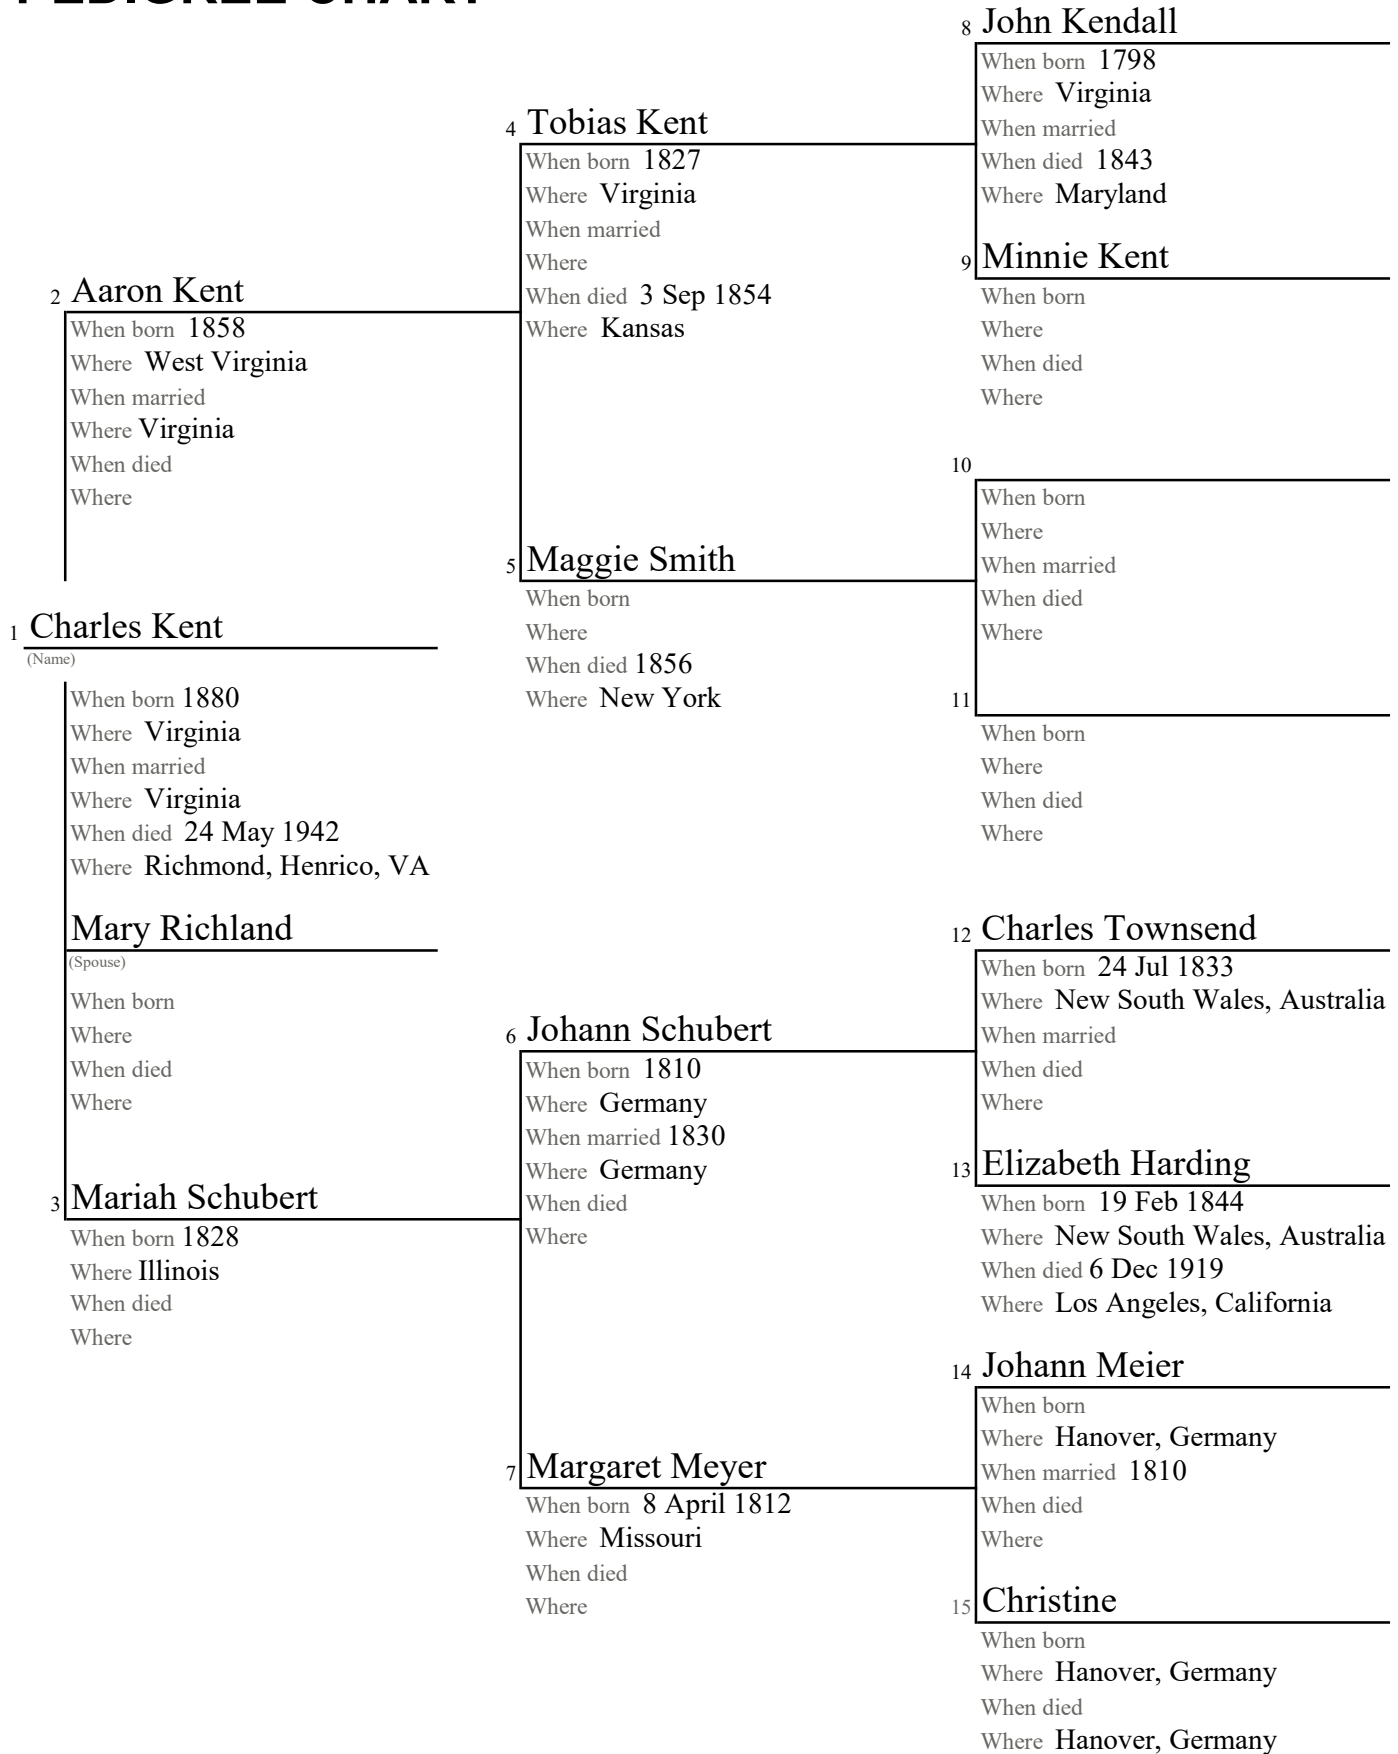 PEDIGREE CHART
8 John Kendall
When born 1798
Where Virginia
When married
When died 1843
Where Maryland
4 Tobias Kent
When born 1827
Where Virginia
When married
Where
When died 3 Sep 1854
Where Kansas
9 Minnie Kent
When born
Where
When died
Where
2 Aaron Kent
When born 1858
Where West Virginia
When married
Where Virginia
When died
Where
10
When born
Where
When married
When died
Where
5 Maggie Smith
When born
Where
When died 1856
Where New York
11
When born
Where
When died
Where
1 Charles Kent
(Name)
When born 1880
Where Virginia
When married
Where Virginia
When died 24 May 1942
Where Richmond, Henrico, VA
Mary Richland
(Spouse)
When born
Where
When died
Where
12 Charles Townsend
When born 24 Jul 1833
Where New South Wales, Australia
When married
When died
Where
6 Johann Schubert
When born 1810
Where Germany
When married 1830
Where Germany
When died
Where
13 Elizabeth Harding
When born 19 Feb 1844
Where New South Wales, Australia
When died 6 Dec 1919
Where Los Angeles, California
3 Mariah Schubert
When born 1828
Where Illinois
When died
Where
14 Johann Meier
When born
Where Hanover, Germany
When married 1810
When died
Where
7 Margaret Meyer
When born 8 April 1812
Where Missouri
When died
Where
15 Christine
When born
Where Hanover, Germany
When died
Where Hanover, Germany